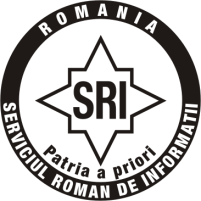 ROMANIA
SRI
Patria a priori
SERVICIUL ROMAN DE INFORMATII